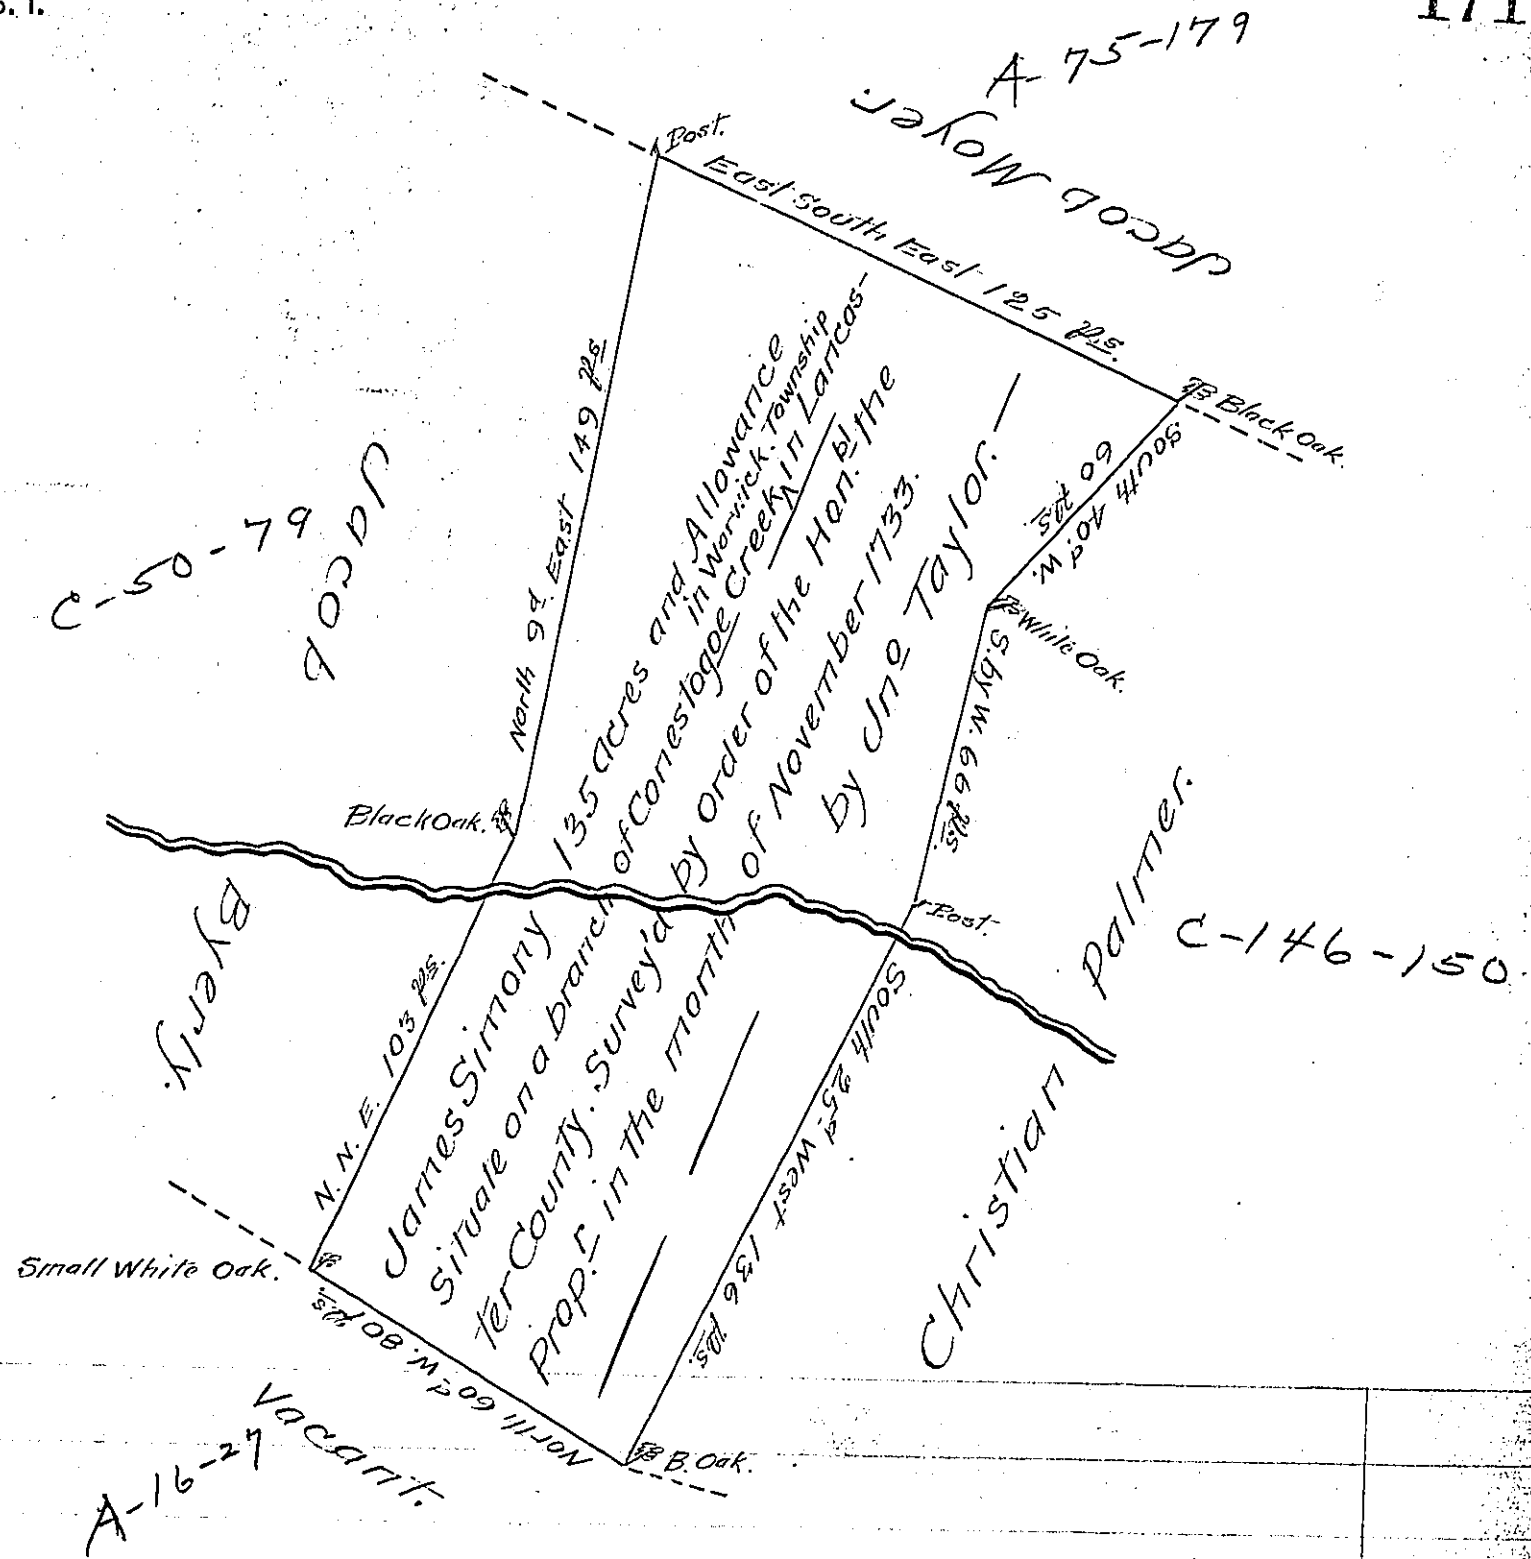 171
A-75-179
Jacob Moyer.
Post.
East South East 125 ps.
Black Oak.
South 40d. W.
60 ps.
White Oak.
S. by W. 66 ps.
Post.
South 25d. West 136 ps.
B. Oak.
North 60d. W. 80 ps.
Small White Oak.
N. N. E. 103 ps.
Black Oak.
North 9d. East 149 ps
C-50-79
Jacob
Byerly.
James Simony 135 Acres and Allowance
in Warwick Township
Situate on a branch of Conestogoe Creek ^ in Lancas-
ter County. Survey'd by Order of the Hon.bl the
Prop.r in the month of November 1733.
by Jno Taylor.—
Christian Palmer.
C-146-150
Vacant.
A-16-27